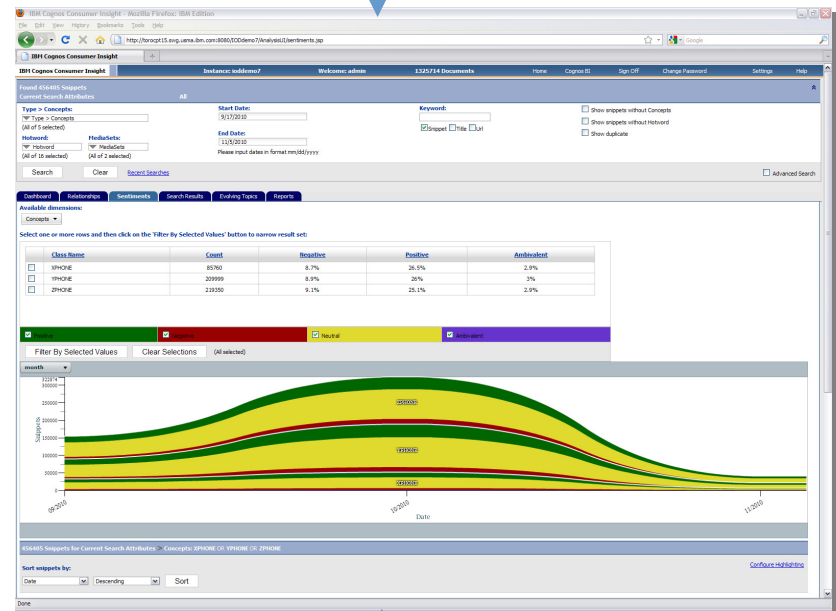 IBM Cognos Consumer Insight - Mozilla Firefox: IBM Edition
File Edit View History Bookmarks Tools Help
http://torocpt15.svg.usma.ibm.com:8080/IODdemo7/AnalysisUI/sentiments.jsp
Google
IBM Cognos Consumer Insight
IBM Cognos Consumer Insight Instance: ioddemo7 Welcome: admin 1325714 Documents Home Cognos BI Sign Off Change Password Settings Help
Found 456405 Snippets
Current Search Attributes All
Type > Concepts: Start Date: Keyword: Show snippets without Concepts
Type > Concepts 9/17/2010 Show snippets without Hotword
(All of 5 selected) Snippet Title Url Show duplicate
Hotword: MediaSets: End Date:
Hotword MediaSets 11/5/2010
(All of 16 selected) (All of 2 selected) Please input dates in format mm/dd/yyyy
Search Clear Recent Searches Advanced Search
Dashboard Relationships Sentiments Search Results Evolving Topics Reports
Available dimensions:
Concepts
Select one or more rows and then click on the 'Filter By Selected Values' button to narrow result set:
Class Name Count Negative Positive Ambivalent
XPHONE 85760 8.7% 26.5% 2.9%
YPHONE 209999 8.9% 26% 3%
ZPHONE 219350 9.1% 25.1% 2.9%
Positive Negative Neutral Ambivalent
Filter By Selected Values Clear Selections (All selected)
month
322874
300000
250000
ZPHONE
200000
Snippets
150000
YPHONE
100000
50000
XPHONE
0
09/2010 10/2010 11/2010
Date
456405 Snippets for Current Search Attributes > Concepts: XPHONE OR YPHONE OR ZPHONE
Configure Highlighting
Sort snippets by:
Date Descending Sort
Done